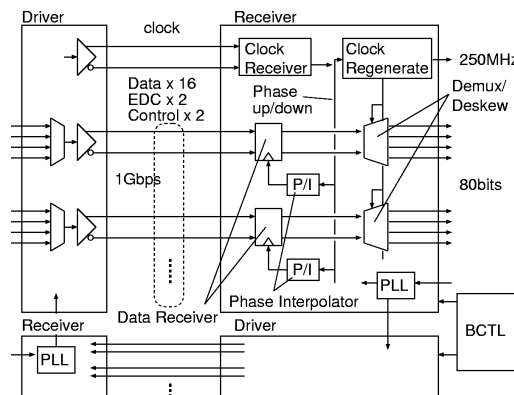 Driver
Receiver
clock
Clock
Receiver
Clock
Regenerate
250MHz
Data x 16
EDC x 2
Control x 2
Phase
up/down
Demux/
Deskew
1Gbps
P/I
80bits
P/I
PLL
Phase Interpolator
Data Receiver
Receiver
Driver
BCTL
PLL